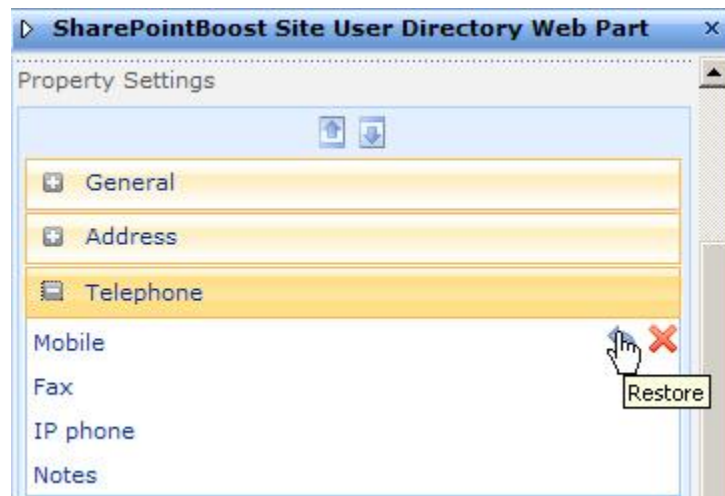 SharePointBoost Site User Directory Web Part
Property Settings
General
Address
Telephone
Mobile
Fax
Restore
IP phone
Notes